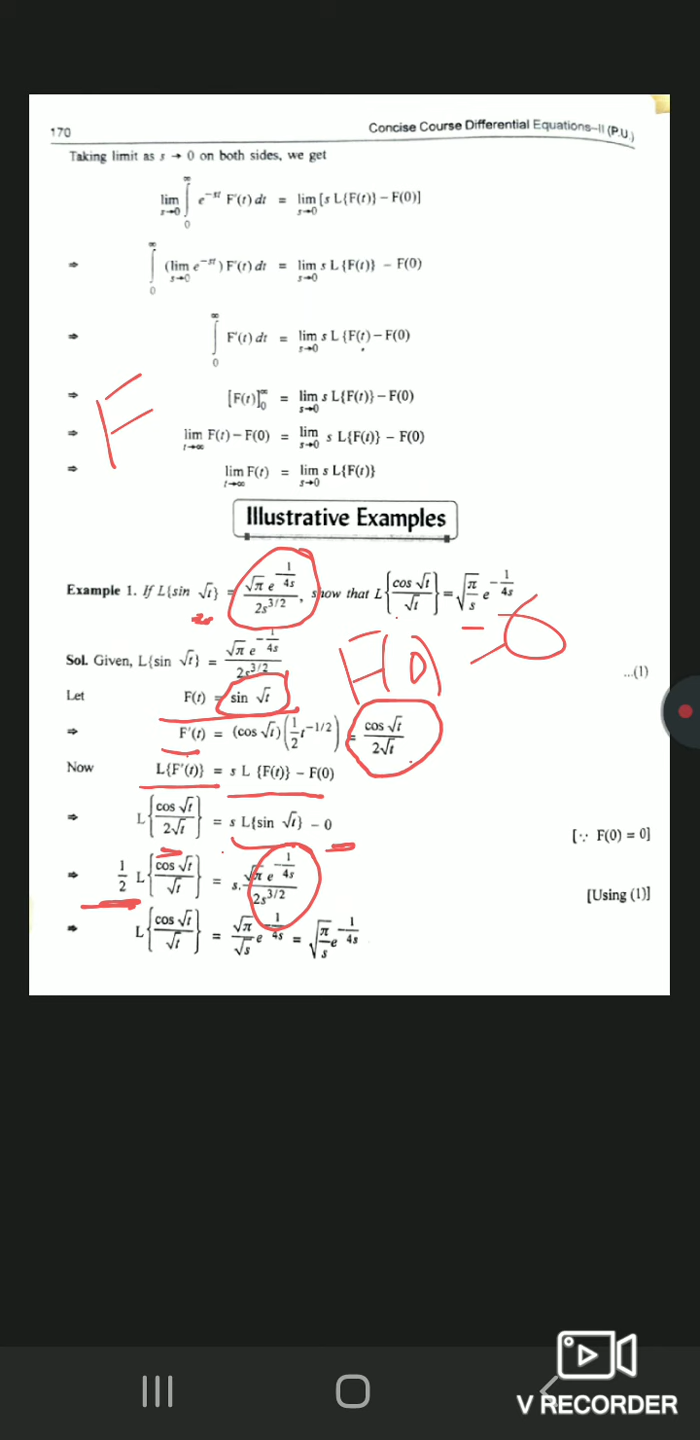 170 Concise Course Differential Equations–II (P.U.)
Taking limit as s → 0 on both sides, we get
lim_{s→0} ∫_0^∞ e^{–st} F'(t) dt = lim_{s→0} [s L{F(t)} – F(0)]
⇒ ∫_0^∞ (lim_{s→0} e^{–st}) F'(t) dt = lim_{s→0} s L {F(t)} – F(0)
⇒ ∫_0^∞ F'(t) dt = lim_{s→0} s L {F(t) – F(0)
⇒ [F(t)]_0^∞ = lim_{s→0} s L{F(t)} – F(0)
F
⇒ lim_{t→∞} F(t) – F(0) = lim_{s→0} s L{F(t)} – F(0)
⇒ lim_{t→∞} F(t) = lim_{s→0} s L{F(t)}
Illustrative Examples
Example 1. If L{sin √t} = √π e^{–1/4s} / 2s^{3/2}, show that L{cos √t / √t} = √(π/s) e^{–1/4s}
F(0) = 0
Sol. Given, L{sin √t} = √π e^{–1/4s} / 2s^{3/2} ...(1)
Let F(t) = sin √t
⇒ F'(t) = (cos √t) (1/2 t^{–1/2}) = cos √t / 2√t
Now L{F'(t)} = s L {F(t)} – F(0)
⇒ L{cos √t / 2√t} = s L{sin √t} – 0 [∵ F(0) = 0]
⇒ 1/2 L{cos √t / √t} = s. √π e^{–1/4s} / 2s^{3/2} [Using (1)]
⇒ L{cos √t / √t} = √π / √s e^{–1/4s} = √(π/s) e^{–1/4s}
V RECORDER